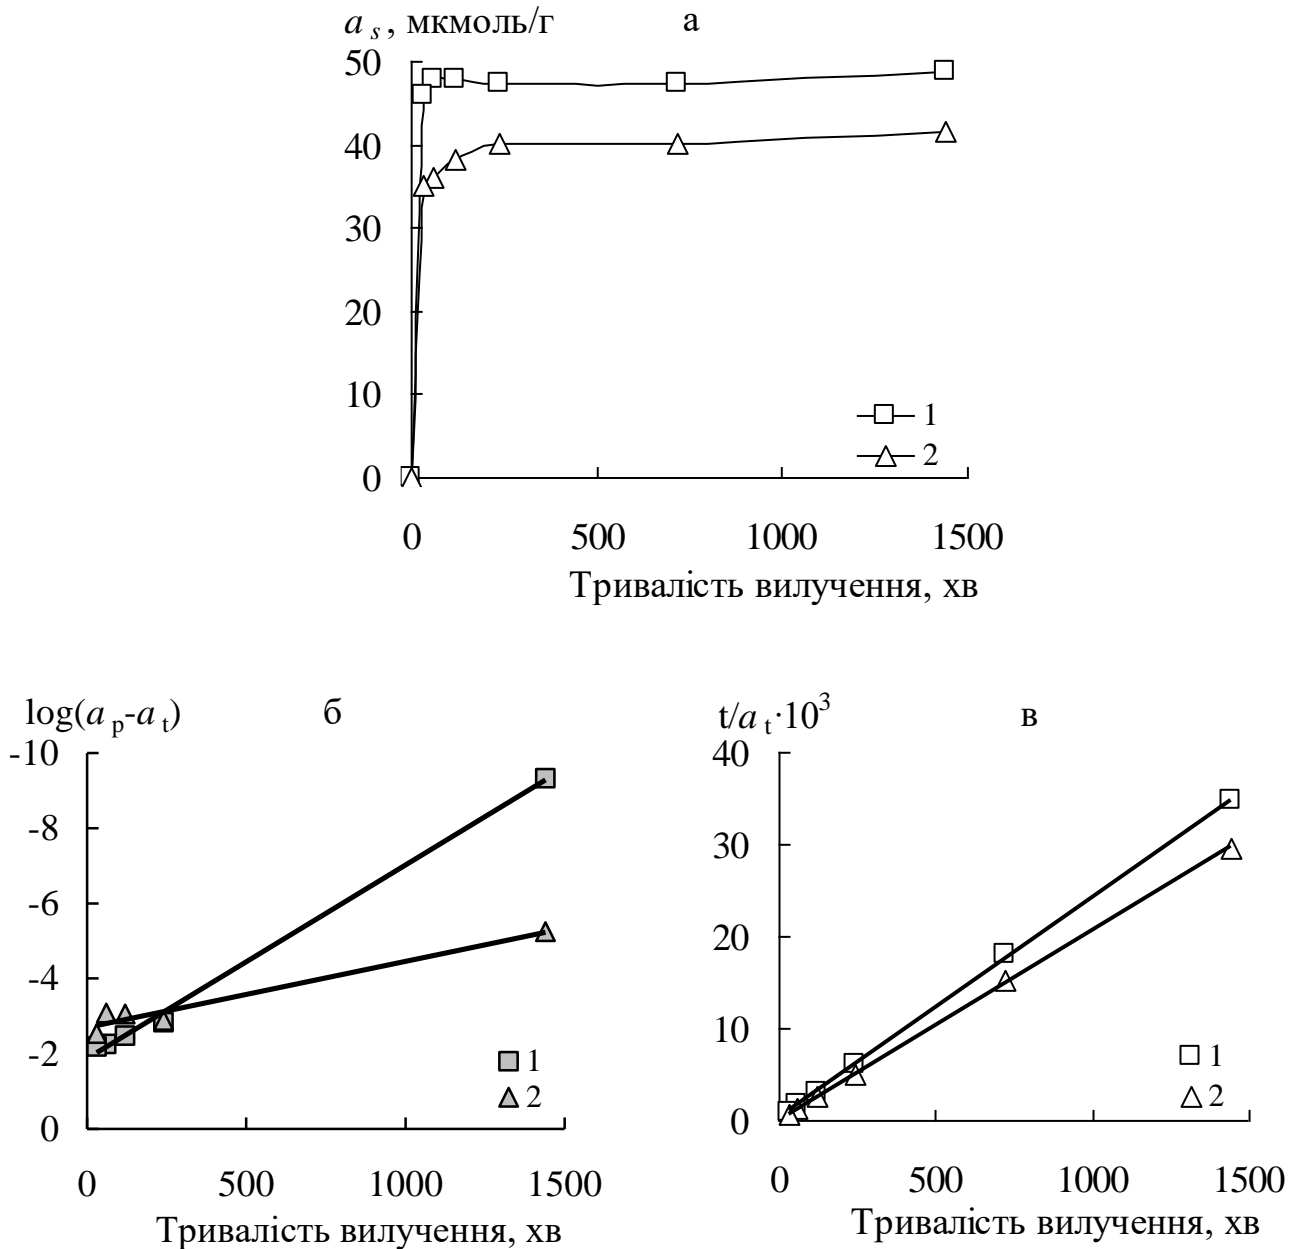 a s, мкмоль/г
а
50
40
30
20
10
0
1
2
0 500 1000 1500
Тривалість вилучення, хв
log(a p-a t)
б
-10
-8
-6
-4
-2
0
1
2
0 500 1000 1500
Тривалість вилучення, хв
t/a t·10³
в
40
30
20
10
0
1
2
0 500 1000 1500
Тривалість вилучення, хв